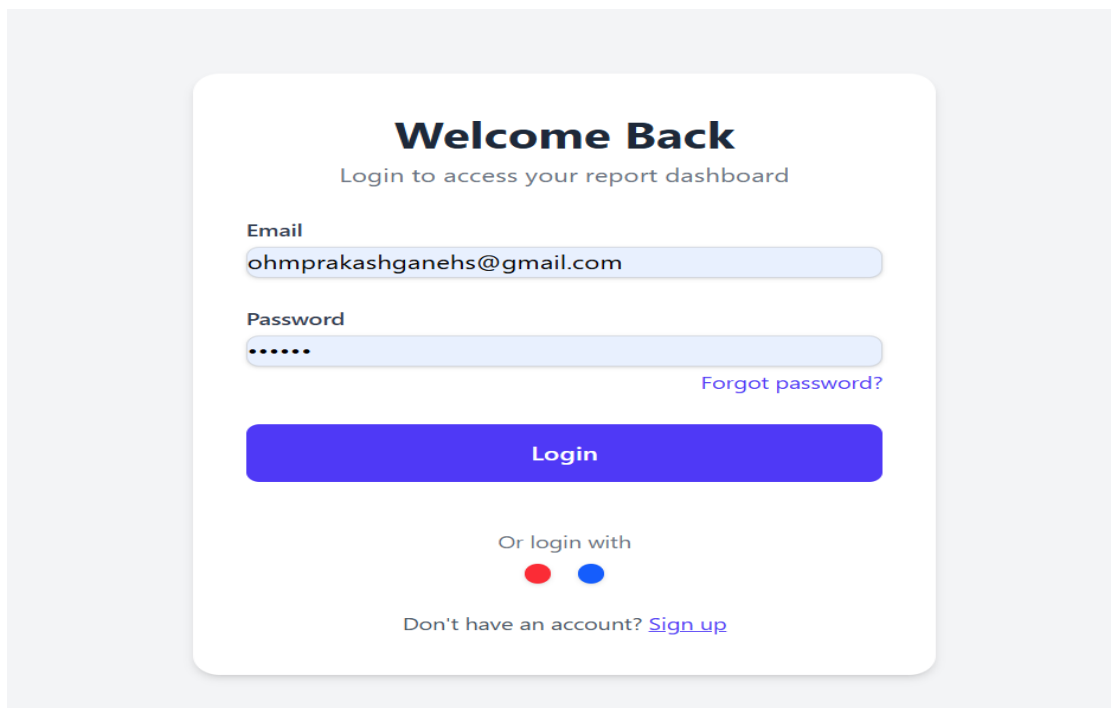 Welcome Back
Login to access your report dashboard
Email
ohmprakashganehs@gmail.com
Password
••••••
Forgot password?
Login
Or login with
Don't have an account? Sign up